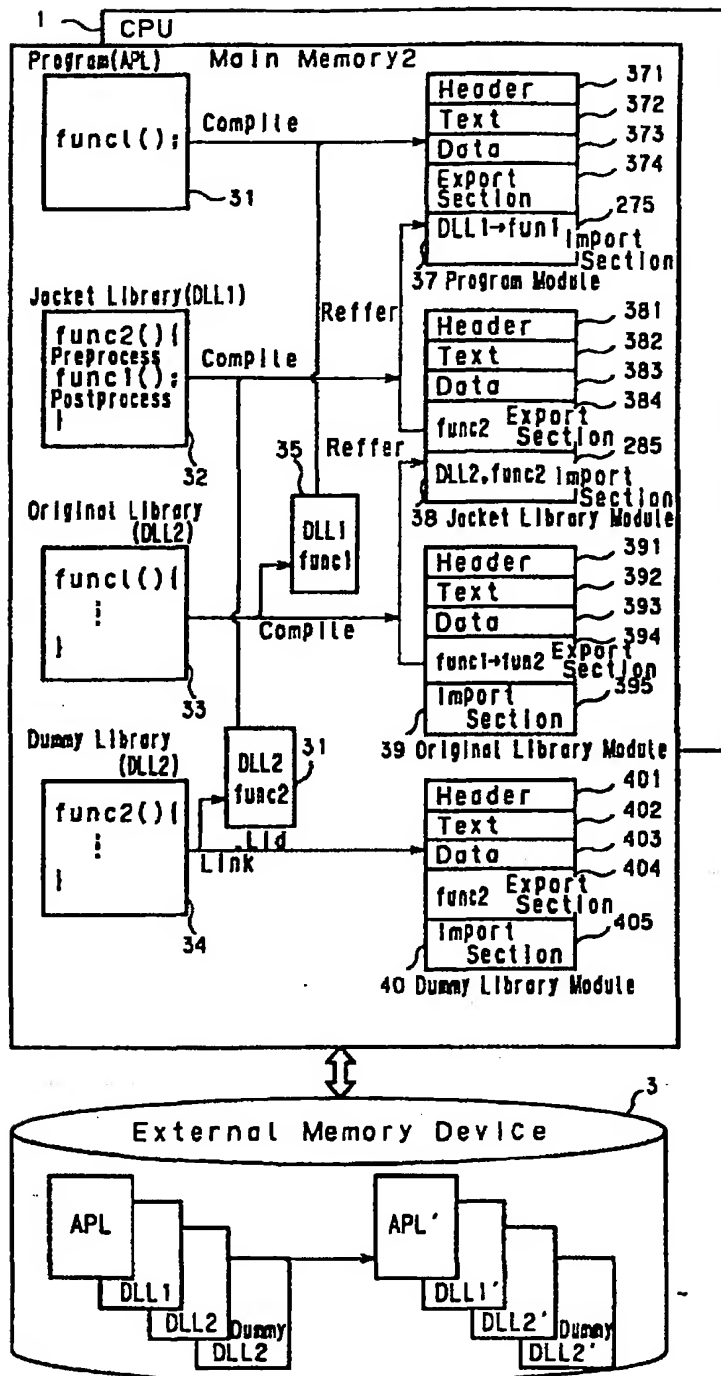 1
CPU
Program(APL)
Main Memory2
func1();
31
Compile
Header
371
Text
372
Data
373
Export
Section
374
DLL1→fun1
Import
Section
275
37 Program Module
Jacket Library(DLL1)
func2(){
Preprocess
func1();
Postprocess
}
32
Compile
Reffer
Header
381
Text
382
Data
383
384
func2 Export
Section
285
DLL2,func2 Import
Section
38 Jacket Library Module
Reffer
35
DLL1
func1
Original Library
(DLL2)
func1(){
⋮
}
33
Compile
Header
391
Text
392
Data
393
394
func1→fun2 Export
Section
Import
Section
395
39 Original Library Module
Dummy Library
(DLL2)
func2(){
⋮
}
34
DLL2
func2
31
.Lid
Link
Header
401
Text
402
Data
403
404
func2 Export
Section
Import
Section
405
40 Dummy Library Module
3
External Memory Device
APL
DLL1
DLL2
Dummy
DLL2
APL'
DLL1'
DLL2'
Dummy
DLL2'